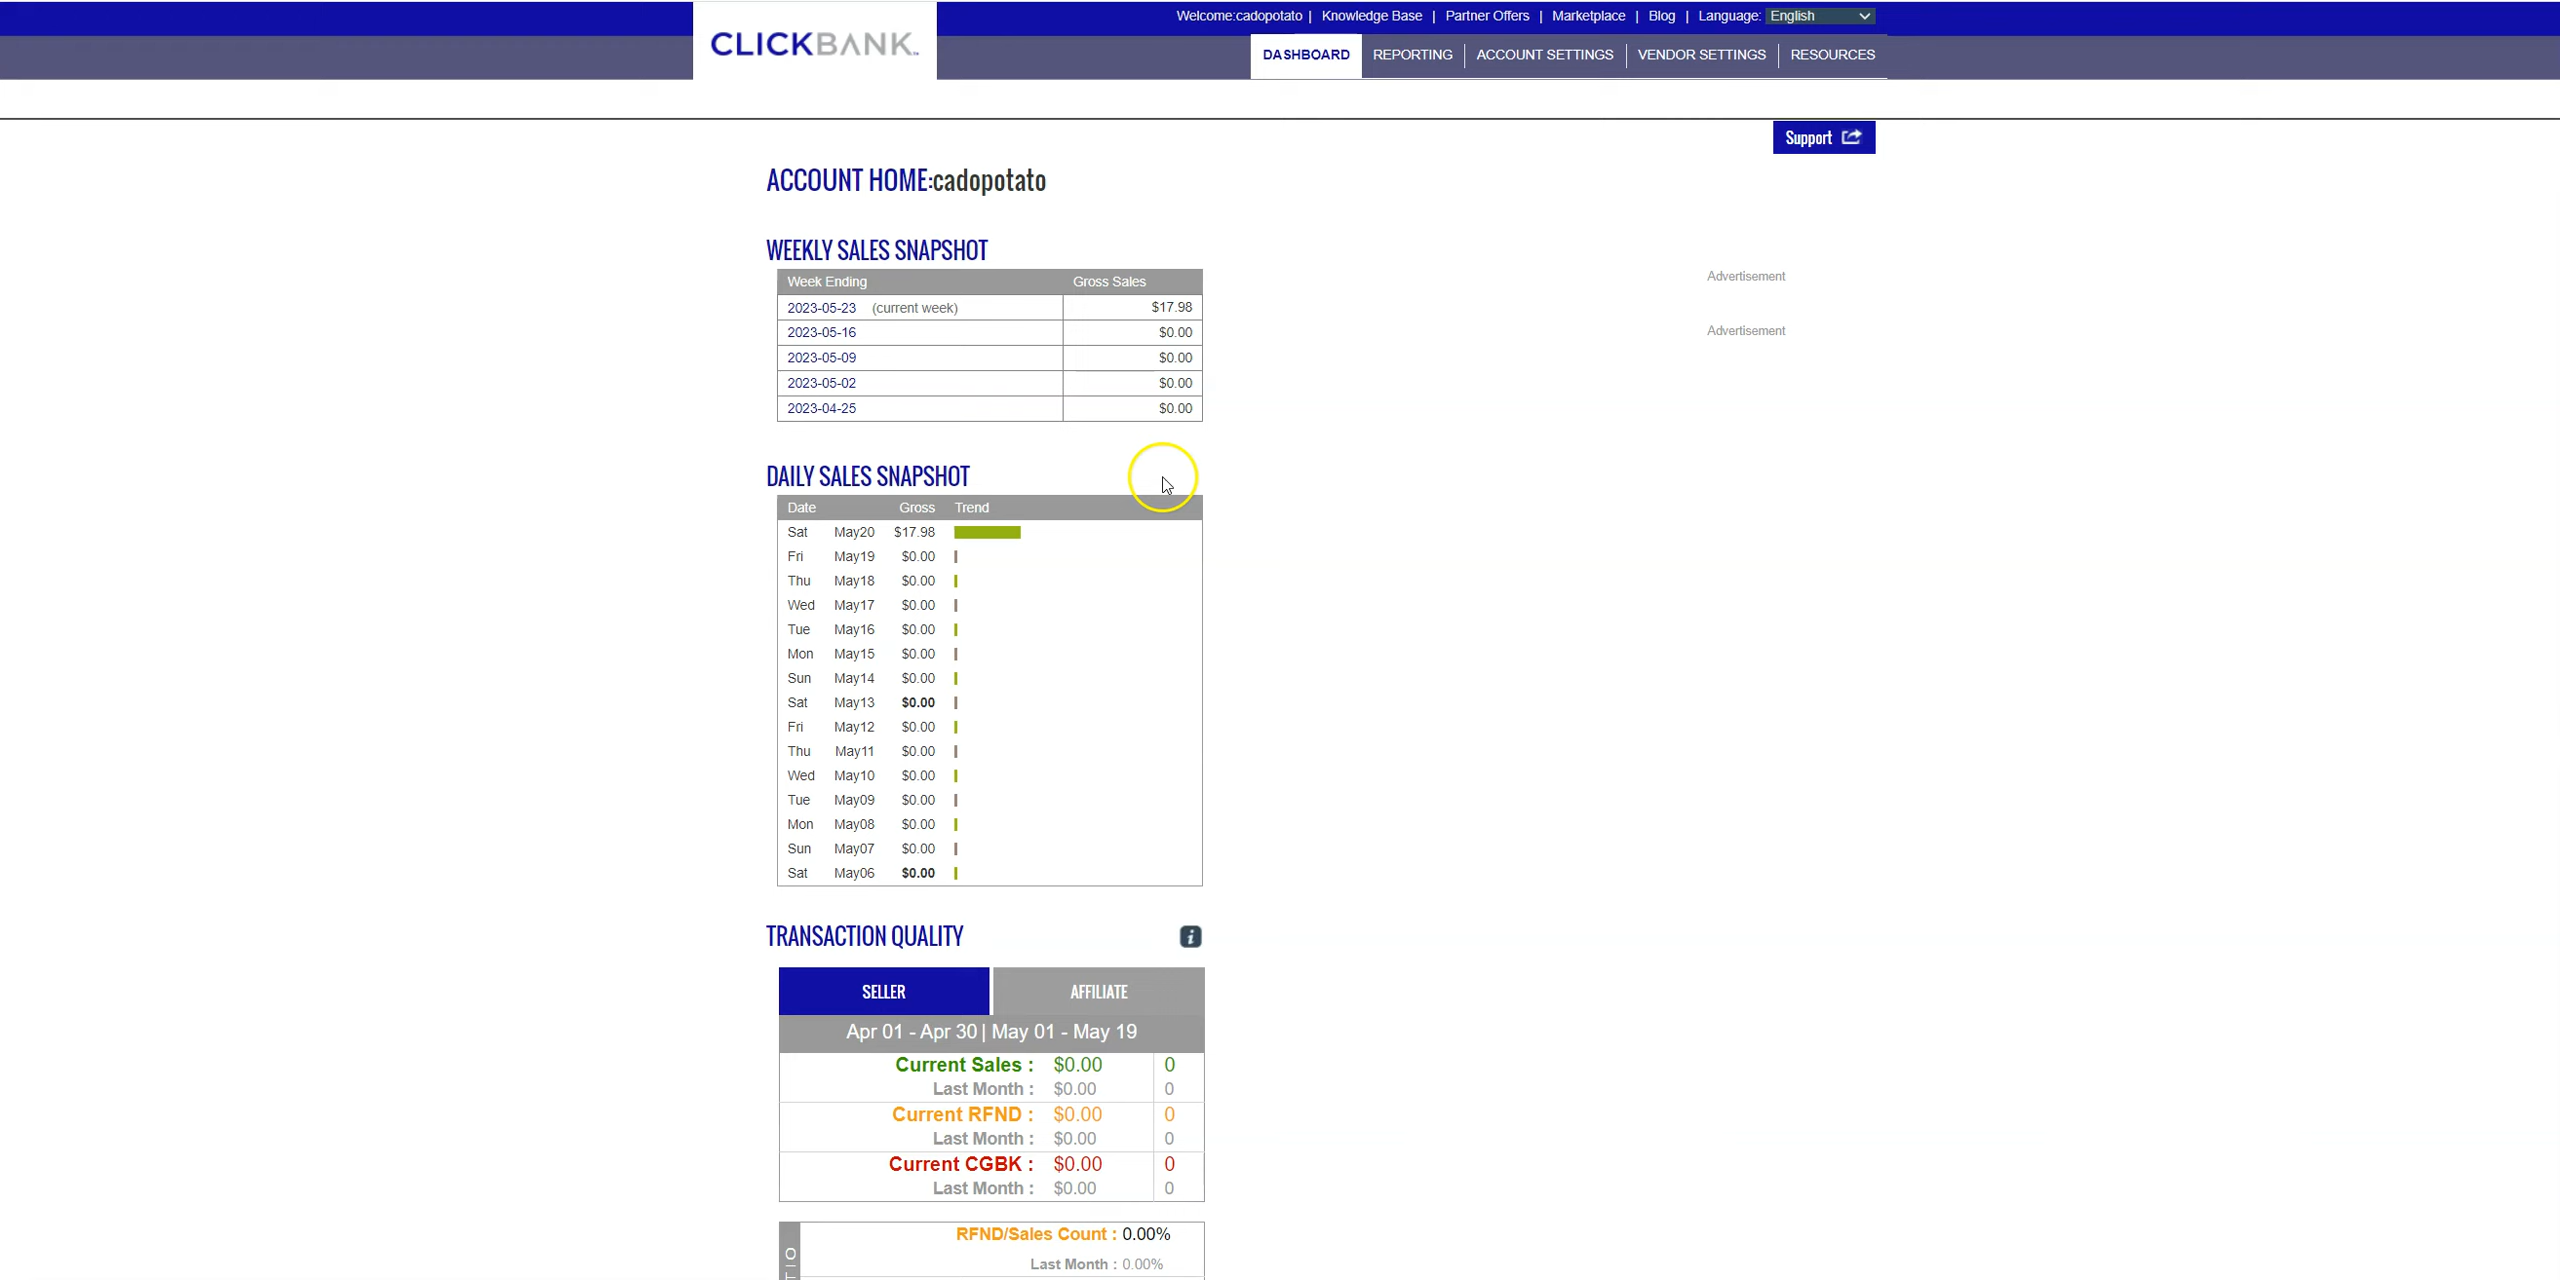 Welcome:cadopotato | Knowledge Base | Partner Offers | Marketplace | Blog | Language: English
CLICKBANK™
DASHBOARD REPORTING ACCOUNT SETTINGS VENDOR SETTINGS RESOURCES
Support
ACCOUNT HOME:cadopotato
WEEKLY SALES SNAPSHOT
Week Ending Gross Sales
2023-05-23 (current week) $17.98
2023-05-16 $0.00
2023-05-09 $0.00
2023-05-02 $0.00
2023-04-25 $0.00
Advertisement
Advertisement
DAILY SALES SNAPSHOT
Date Gross Trend
Sat May20 $17.98
Fri May19 $0.00
Thu May18 $0.00
Wed May17 $0.00
Tue May16 $0.00
Mon May15 $0.00
Sun May14 $0.00
Sat May13 $0.00
Fri May12 $0.00
Thu May11 $0.00
Wed May10 $0.00
Tue May09 $0.00
Mon May08 $0.00
Sun May07 $0.00
Sat May06 $0.00
TRANSACTION QUALITY i
SELLER AFFILIATE
Apr 01 - Apr 30 | May 01 - May 19
Current Sales : $0.00 0
Last Month : $0.00 0
Current RFND : $0.00 0
Last Month : $0.00 0
Current CGBK : $0.00 0
Last Month : $0.00 0
RFND/Sales Count : 0.00%
Last Month : 0.00%